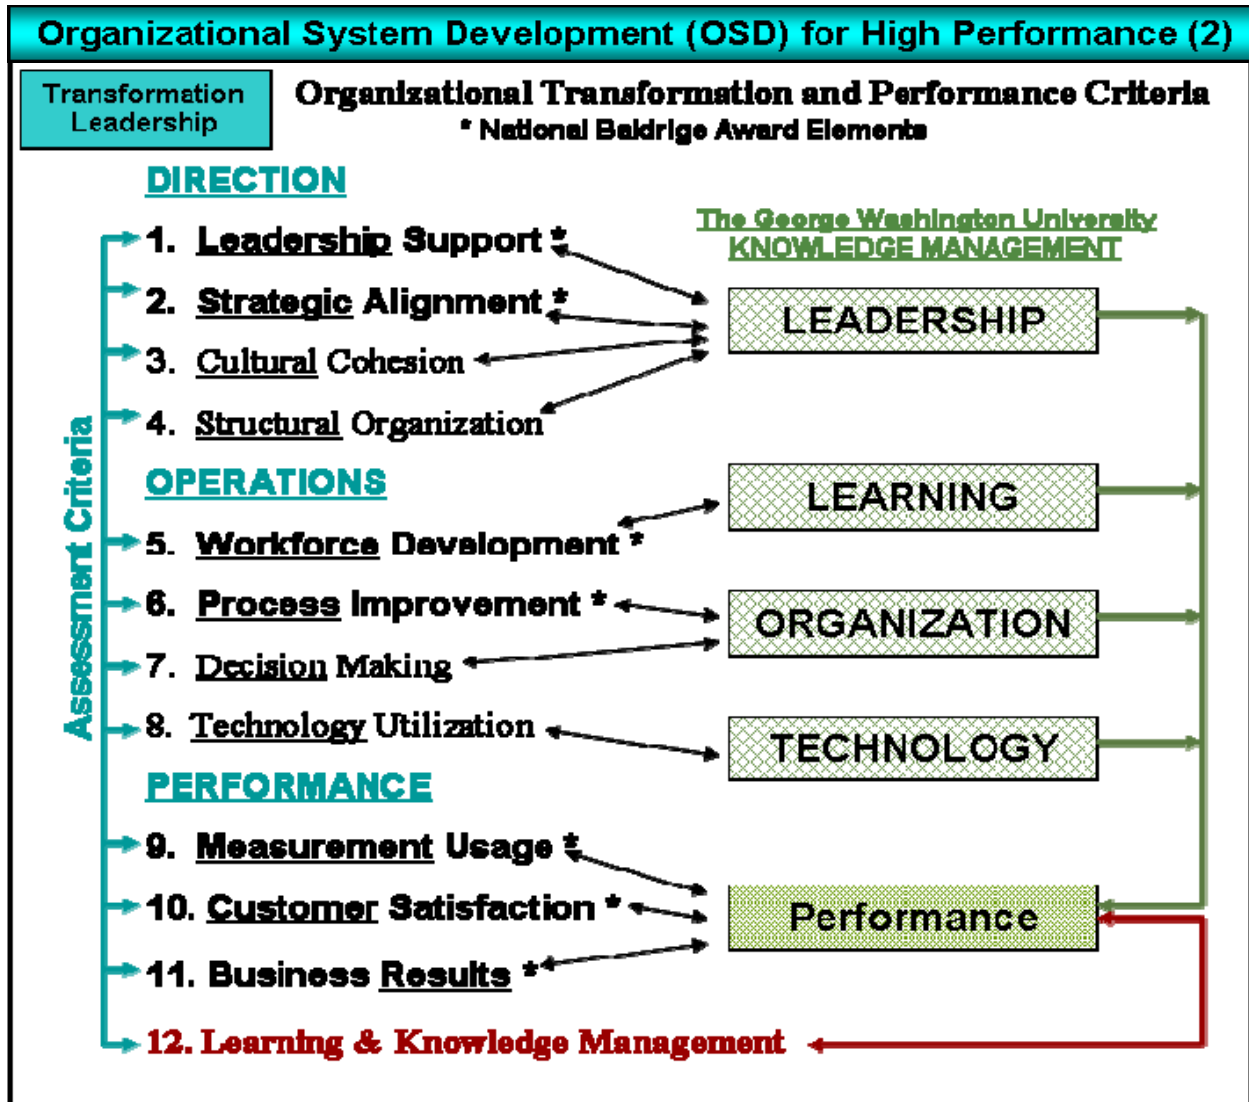 Organizational System Development (OSD) for High Performance (2)
Transformation
Leadership
Organizational Transformation and Performance Criteria
* National Baldrige Award Elements
DIRECTION
1. Leadership Support *
2. Strategic Alignment *
3. Cultural Cohesion
4. Structural Organization
OPERATIONS
5. Workforce Development *
6. Process Improvement *
7. Decision Making
8. Technology Utilization
PERFORMANCE
9. Measurement Usage *
10. Customer Satisfaction *
11. Business Results *
12. Learning & Knowledge Management
Assessment Criteria
The George Washington University
KNOWLEDGE MANAGEMENT
LEADERSHIP
LEARNING
ORGANIZATION
TECHNOLOGY
Performance